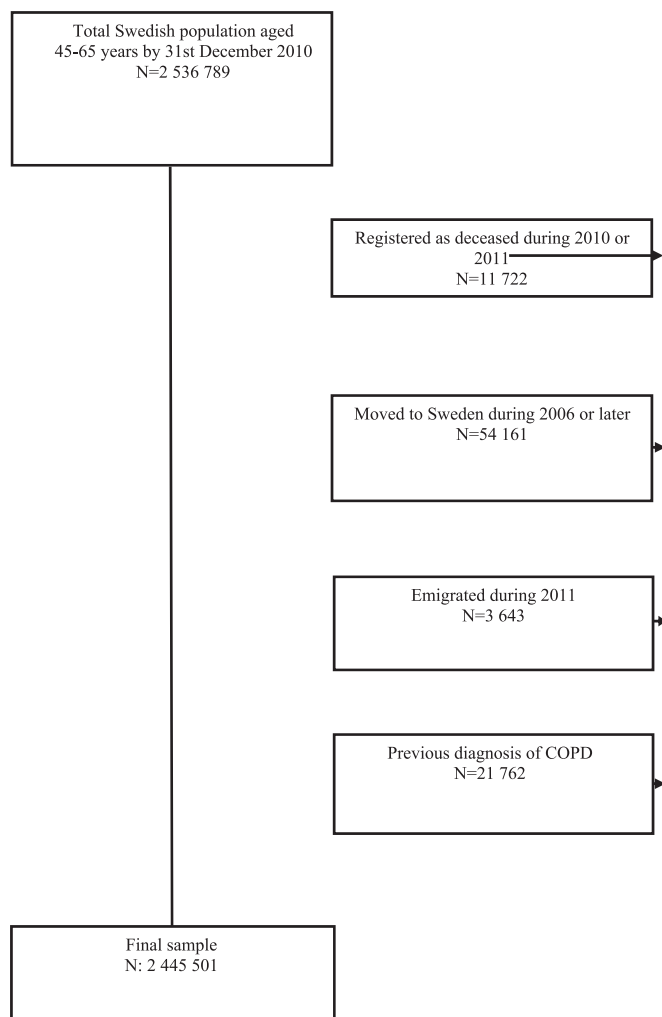 Total Swedish population aged
45-65 years by 31st December 2010
N=2 536 789
Registered as deceased during 2010 or
2011
N=11 722
Moved to Sweden during 2006 or later
N=54 161
Emigrated during 2011
N=3 643
Previous diagnosis of COPD
N=21 762
Final sample
N: 2 445 501